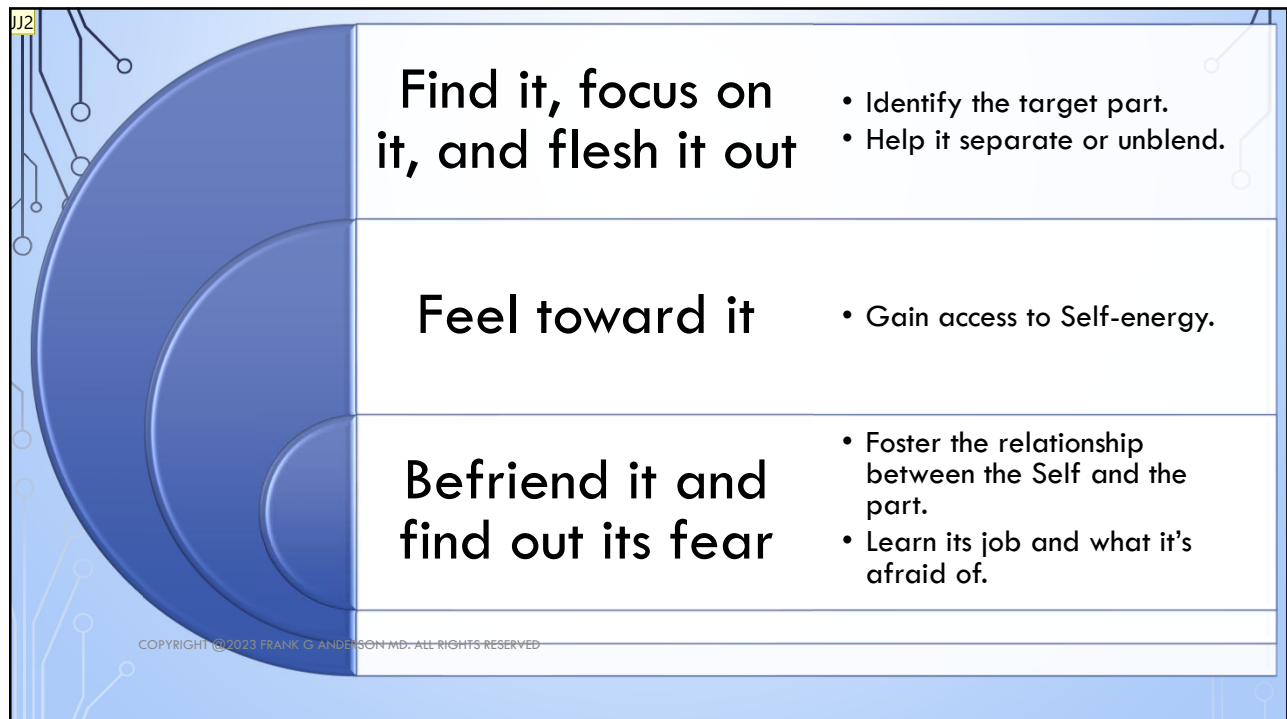 JJ2
Find it, focus on
it, and flesh it out
• Identify the target part.
• Help it separate or unblend.
Feel toward it
• Gain access to Self-energy.
Befriend it and
find out its fear
• Foster the relationship
between the Self and the
part.
• Learn its job and what it’s
afraid of.
COPYRIGHT @2023 FRANK G ANDERSON MD. ALL RIGHTS RESERVED